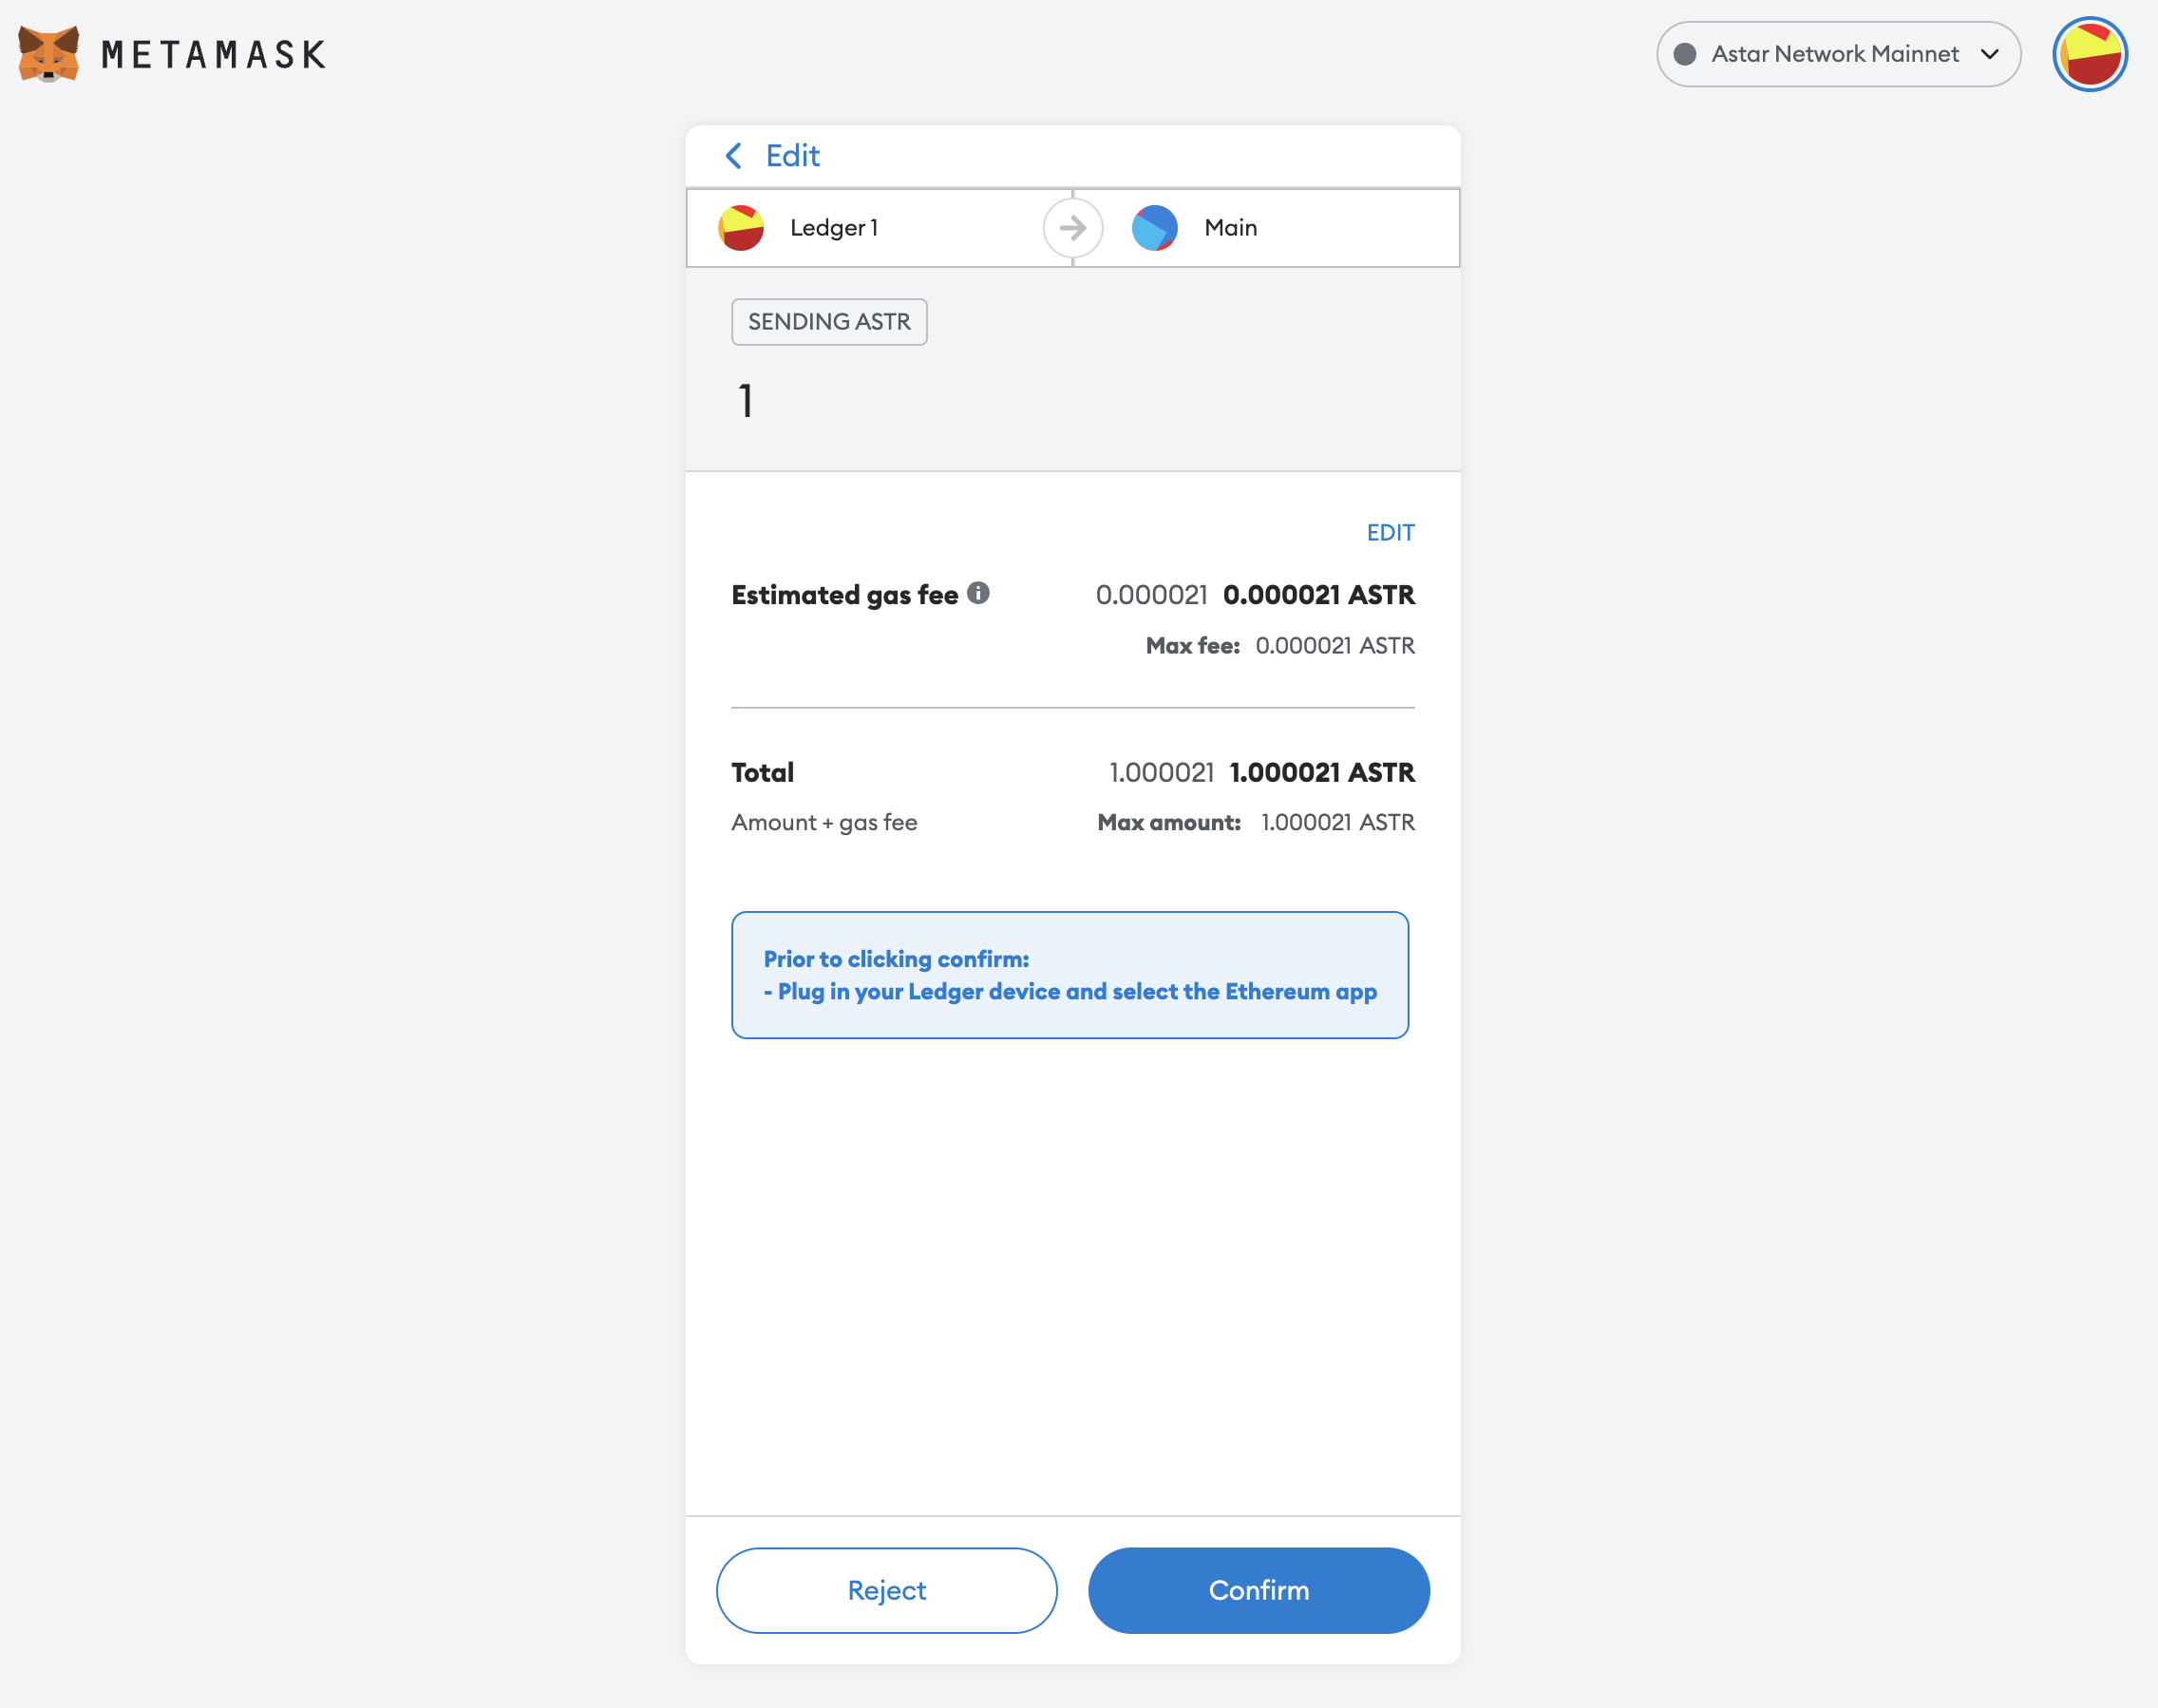 METAMASK
Astar Network Mainnet
Edit
Ledger 1
Main
SENDING ASTR
1
EDIT
Estimated gas fee 0.000021 0.000021 ASTR
Max fee: 0.000021 ASTR
Total 1.000021 1.000021 ASTR
Amount + gas fee Max amount: 1.000021 ASTR
Prior to clicking confirm:
- Plug in your Ledger device and select the Ethereum app
Reject
Confirm